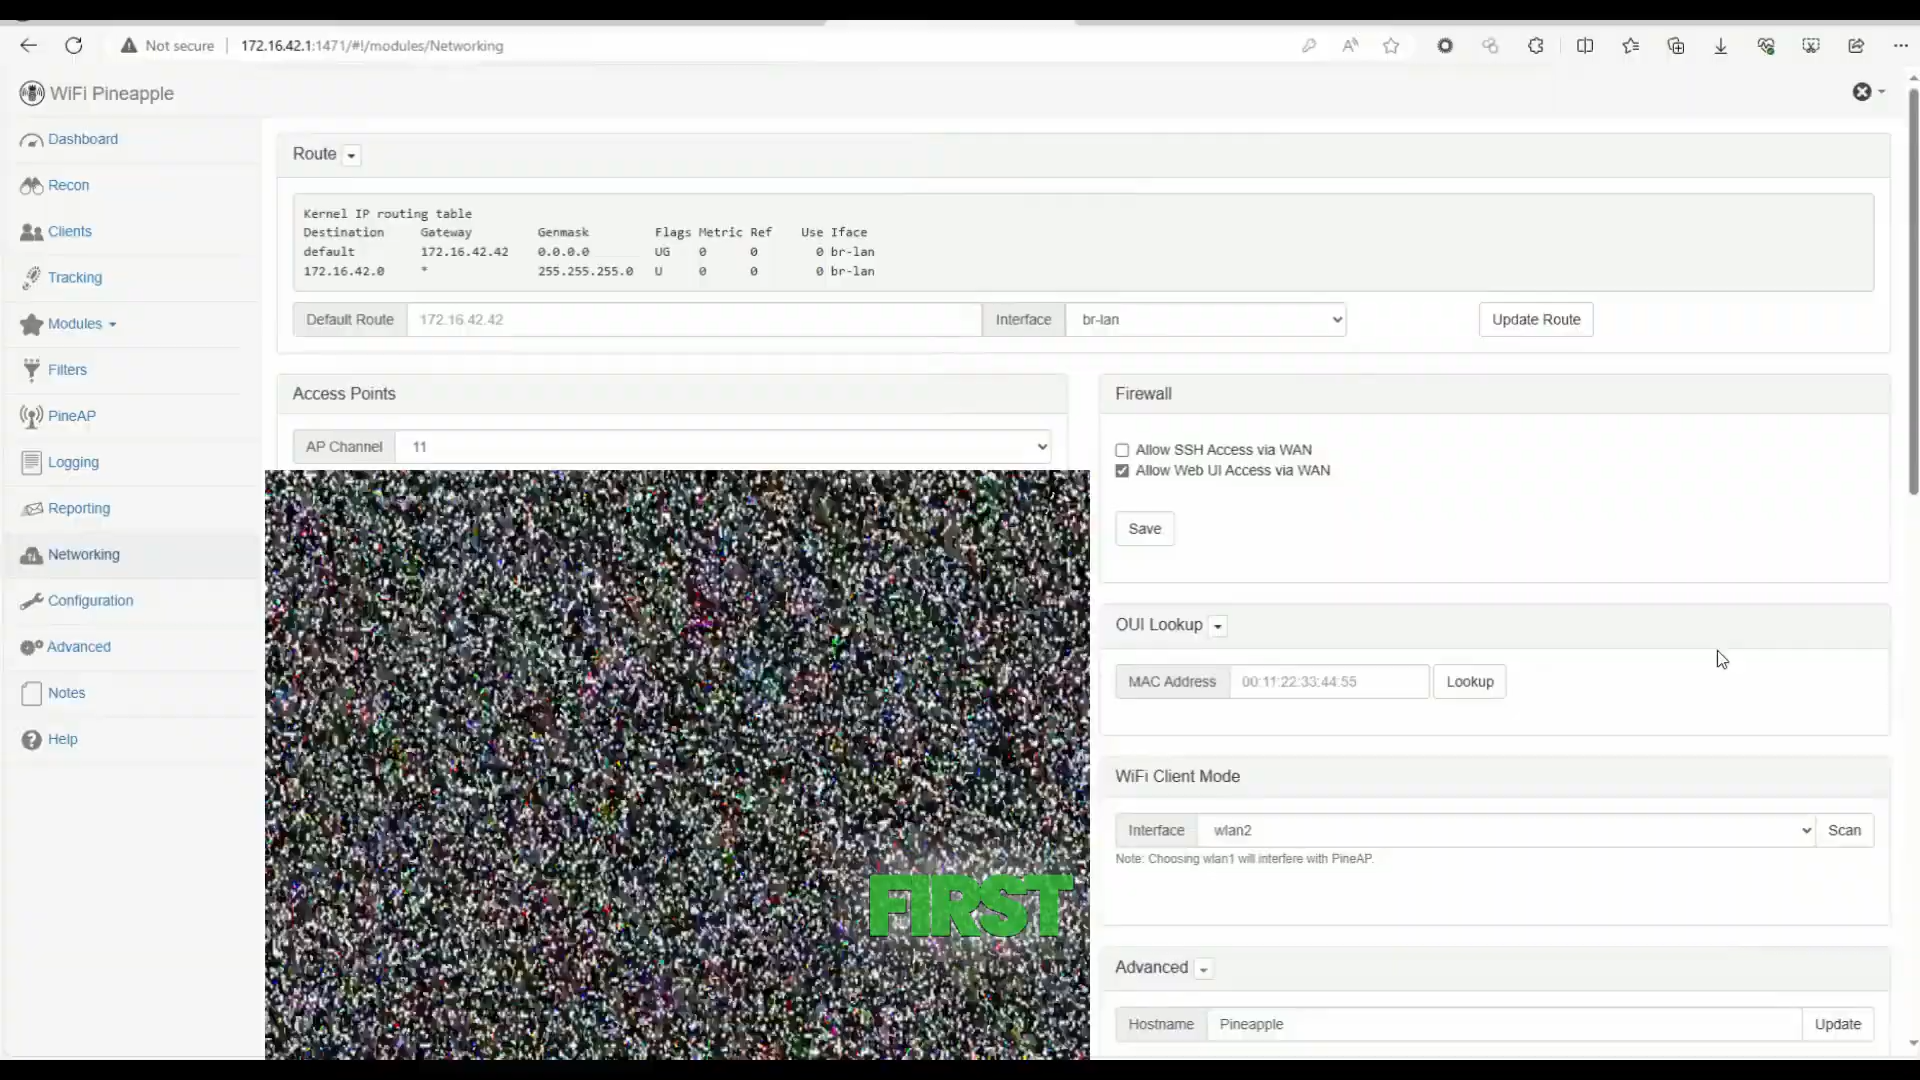 Not secure
172.16.42.1:1471/#!/modules/Networking
WiFi Pineapple
Dashboard
Recon
Clients
Tracking
Modules
Filters
PineAP
Logging
Reporting
Networking
Configuration
Advanced
Notes
Help
Route
Kernel IP routing table
Destination Gateway Genmask Flags Metric Ref Use Iface
default 172.16.42.42 0.0.0.0 UG 0 0 0 br-lan
172.16.42.0 * 255.255.255.0 U 0 0 0 br-lan
Default Route 172.16.42.42 Interface br-lan Update Route
Access Points
AP Channel 11
FIRST
Firewall
Allow SSH Access via WAN
Allow Web UI Access via WAN
Save
OUI Lookup
MAC Address 00:11:22:33:44:55 Lookup
WiFi Client Mode
Interface wlan2 Scan
Note: Choosing wlan1 will interfere with PineAP.
Advanced
Hostname Pineapple Update